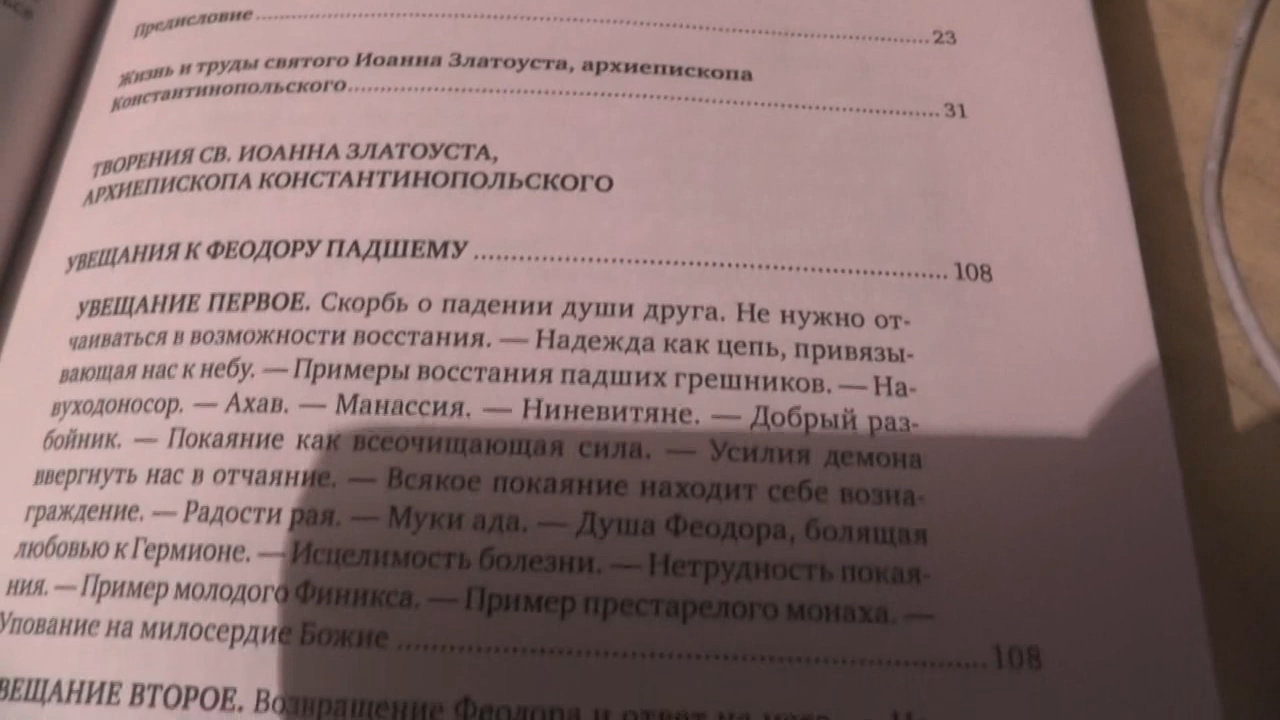 Предисловие ........ 23
Жизнь и труды святого Иоанна Златоуста, архиепископа
Константинопольского ........ 31
ТВОРЕНИЯ СВ. ИОАННА ЗЛАТОУСТА,
АРХИЕПИСКОПА КОНСТАНТИНОПОЛЬСКОГО
УВЕЩАНИЯ К ФЕОДОРУ ПАДШЕМУ ........ 108
УВЕЩАНИЕ ПЕРВОЕ. Скорбь о падении души друга. Не нужно от-
чаиваться в возможности восстания. — Надежда как цепь, привязы-
вающая нас к небу. — Примеры восстания падших грешников. — На-
вуходоносор. — Ахав. — Манассия. — Ниневитяне. — Добрый раз-
бойник. — Покаяние как всеочищающая сила. — Усилия демона
ввергнуть нас в отчаяние. — Всякое покаяние находит себе возна-
граждение. — Радости рая. — Муки ада. — Душа Феодора, болящая
любовью к Гермионе. — Исцелимость болезни. — Нетрудность покая-
ния. — Пример молодого Финикса. — Пример престарелого монаха. —
Упование на милосердие Божие ........ 108
ВЕЩАНИЕ ВТОРОЕ. Возвращение Феодора и ответ на